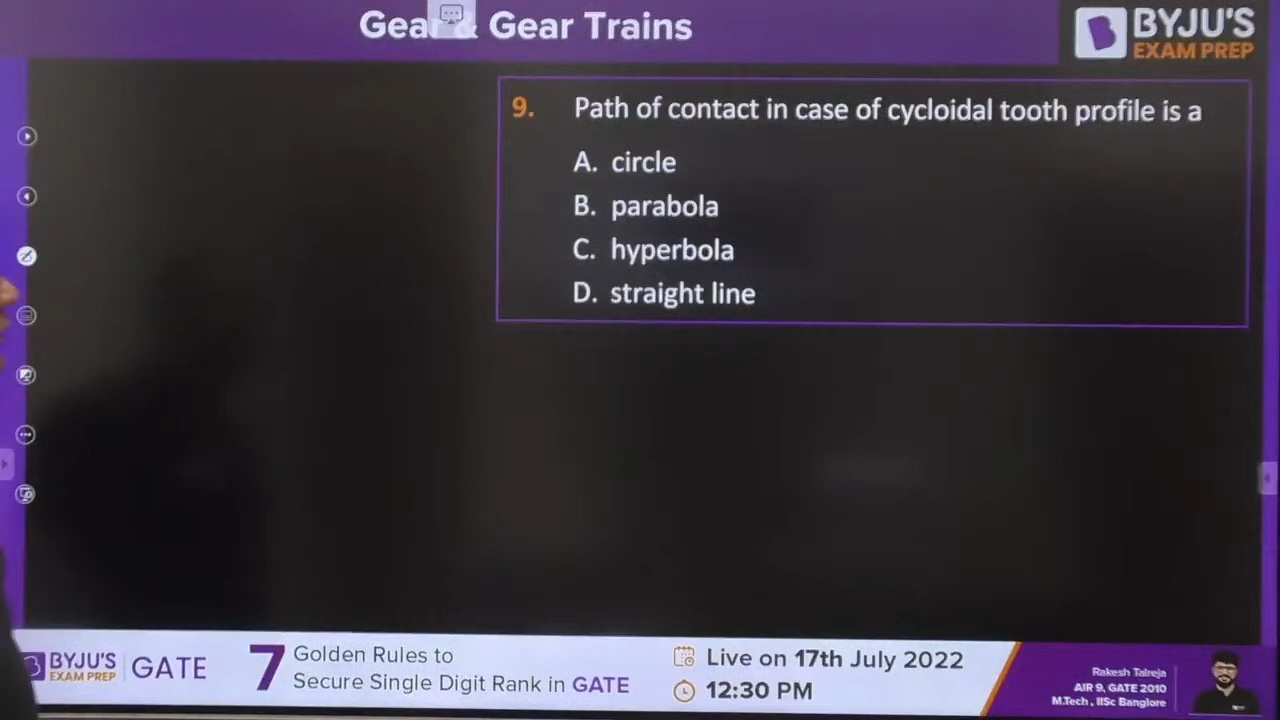 Gear & Gear Trains
BYJU'S
EXAM PREP
9. Path of contact in case of cycloidal tooth profile is a
A. circle
B. parabola
C. hyperbola
D. straight line
BYJU'S
EXAM PREP
GATE
7 Golden Rules to
Secure Single Digit Rank in GATE
Live on 17th July 2022
12:30 PM
Rakesh Talreja
AIR 9, GATE 2010
M.Tech, IISc Banglore